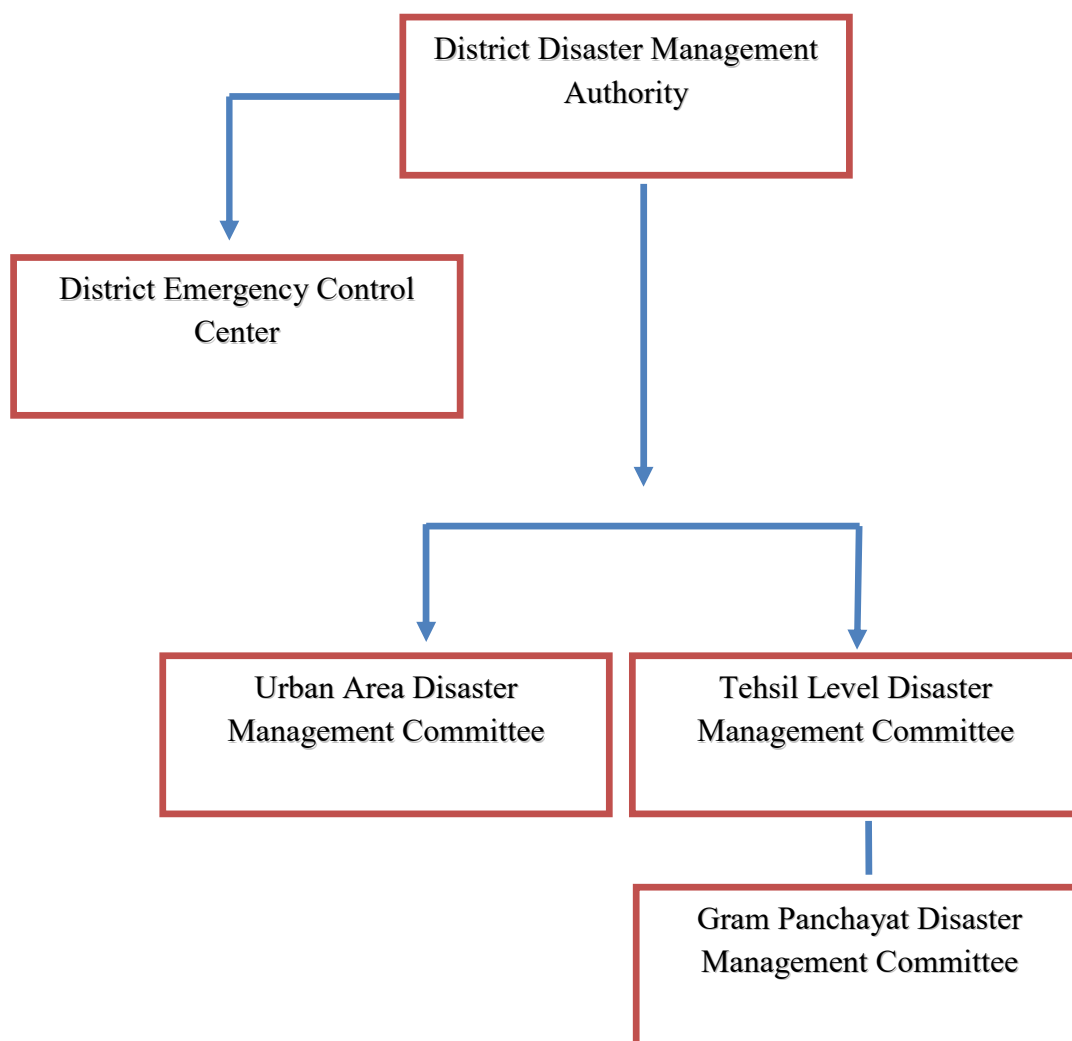 District Disaster Management
Authority
District Emergency Control
Center
Urban Area Disaster
Management Committee
Tehsil Level Disaster
Management Committee
Gram Panchayat Disaster
Management Committee